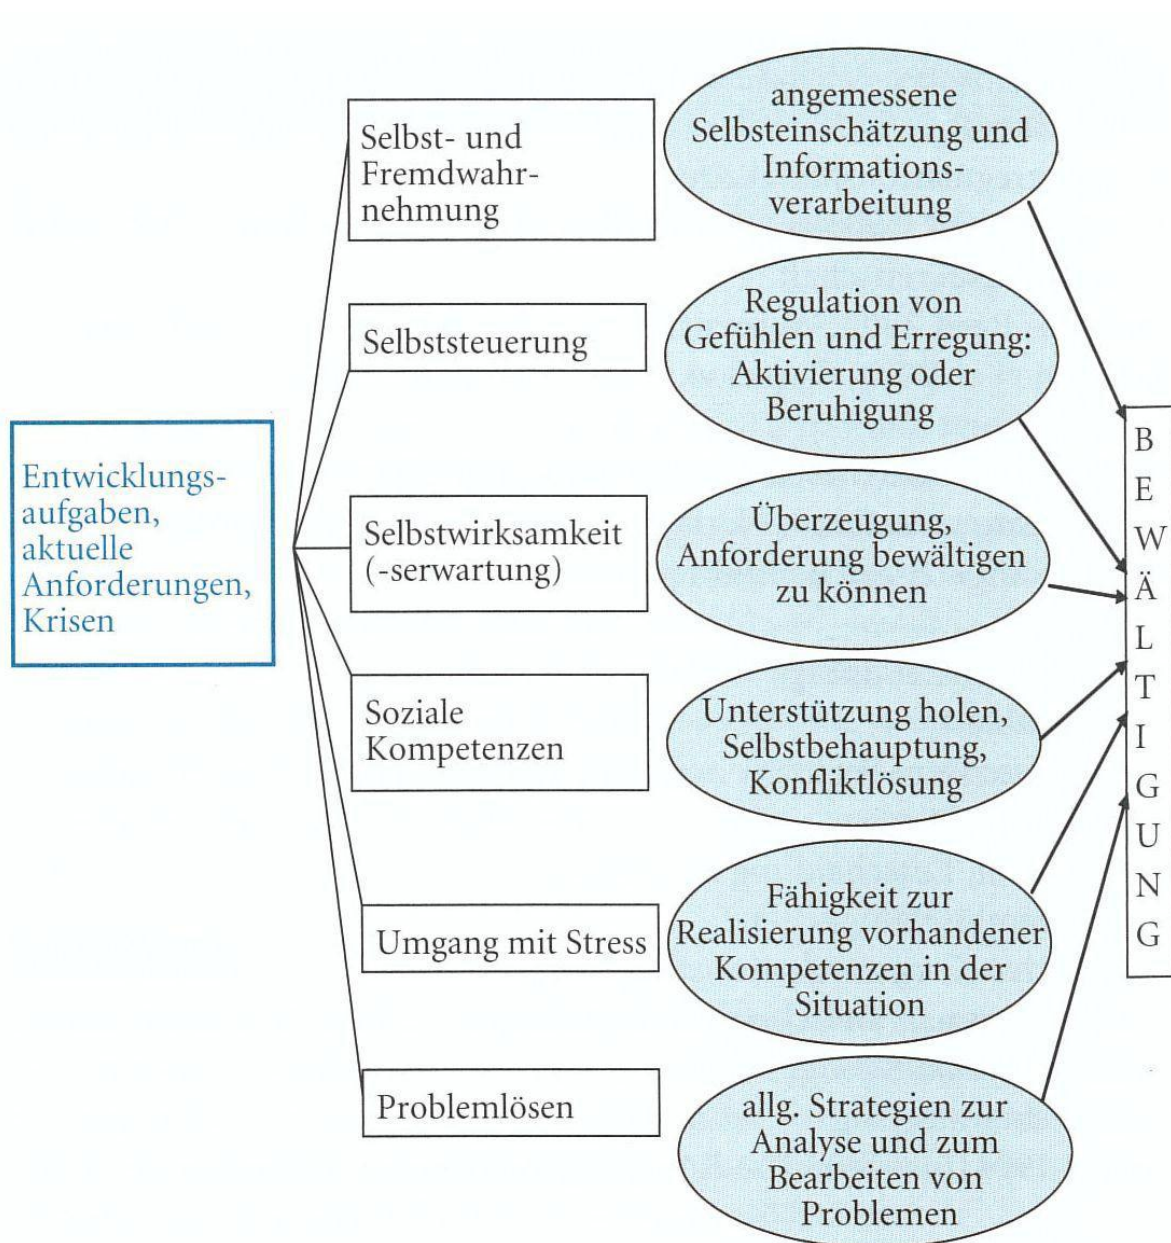 Entwicklungs-
aufgaben,
aktuelle
Anforderungen,
Krisen
Selbst- und
Fremdwahr-
nehmung
angemessene
Selbsteinschätzung und
Informations-
verarbeitung
Selbststeuerung
Regulation von
Gefühlen und Erregung:
Aktivierung oder
Beruhigung
Selbstwirksamkeit
(-serwartung)
Überzeugung,
Anforderung bewältigen
zu können
Soziale
Kompetenzen
Unterstützung holen,
Selbstbehauptung,
Konfliktlösung
Umgang mit Stress
Fähigkeit zur
Realisierung vorhandener
Kompetenzen in der
Situation
Problemlösen
allg. Strategien zur
Analyse und zum
Bearbeiten von
Problemen
B
E
W
Ä
L
T
I
G
U
N
G